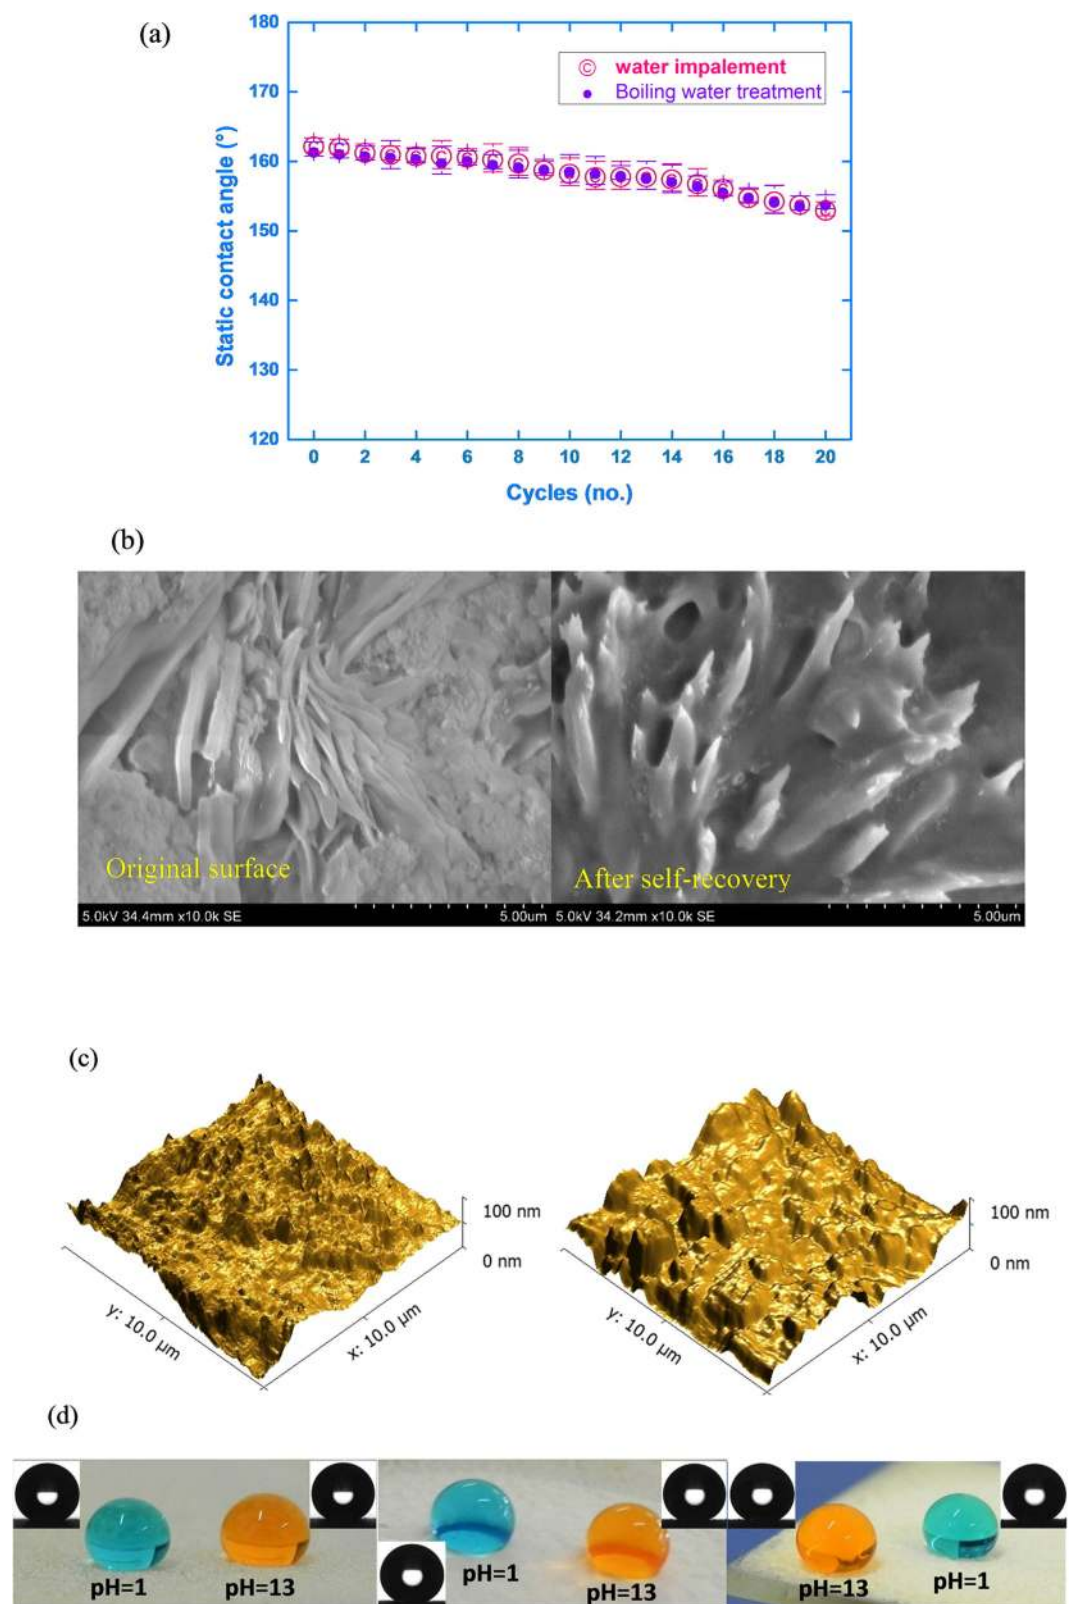 (a)
180
170
160
150
140
130
120
Static contact angle (°)
© water impalement
Boiling water treatment
0 2 4 6 8 10 12 14 16 18 20
Cycles (no.)
(b)
Original surface
After self-recovery
5.0kV 34.4mm x10.0k SE 5.00um
5.0kV 34.2mm x10.0k SE 5.00um
(c)
100 nm
0 nm
y: 10.0 µm
x: 10.0 µm
100 nm
0 nm
y: 10.0 µm
x: 10.0 µm
(d)
pH=1 pH=13
pH=1 pH=13
pH=13 pH=1